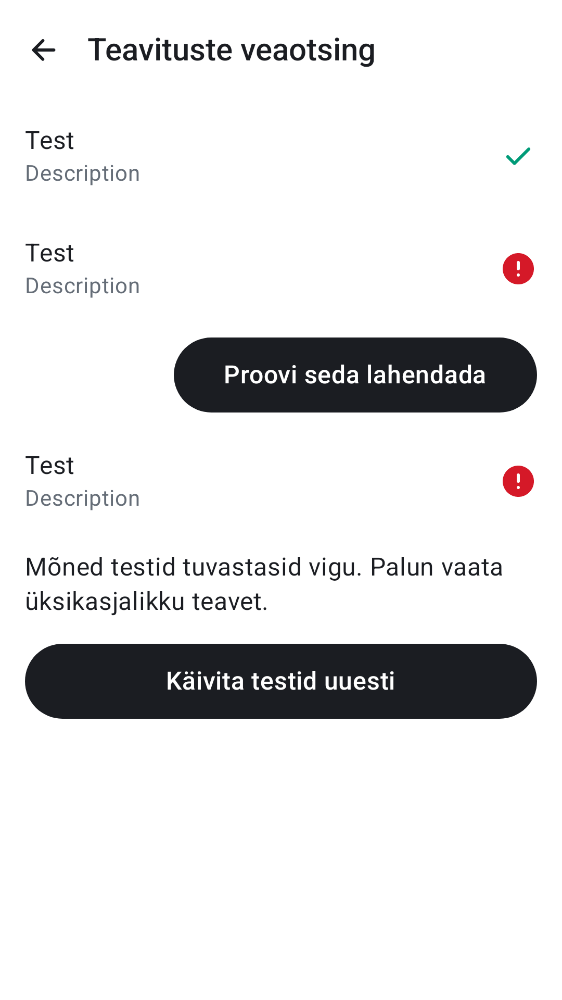 Teavituste veaotsing
Test
Description
Test
Description
Proovi seda lahendada
Test
Description
Mõned testid tuvastasid vigu. Palun vaata
üksikasjalikku teavet.
Käivita testid uuesti